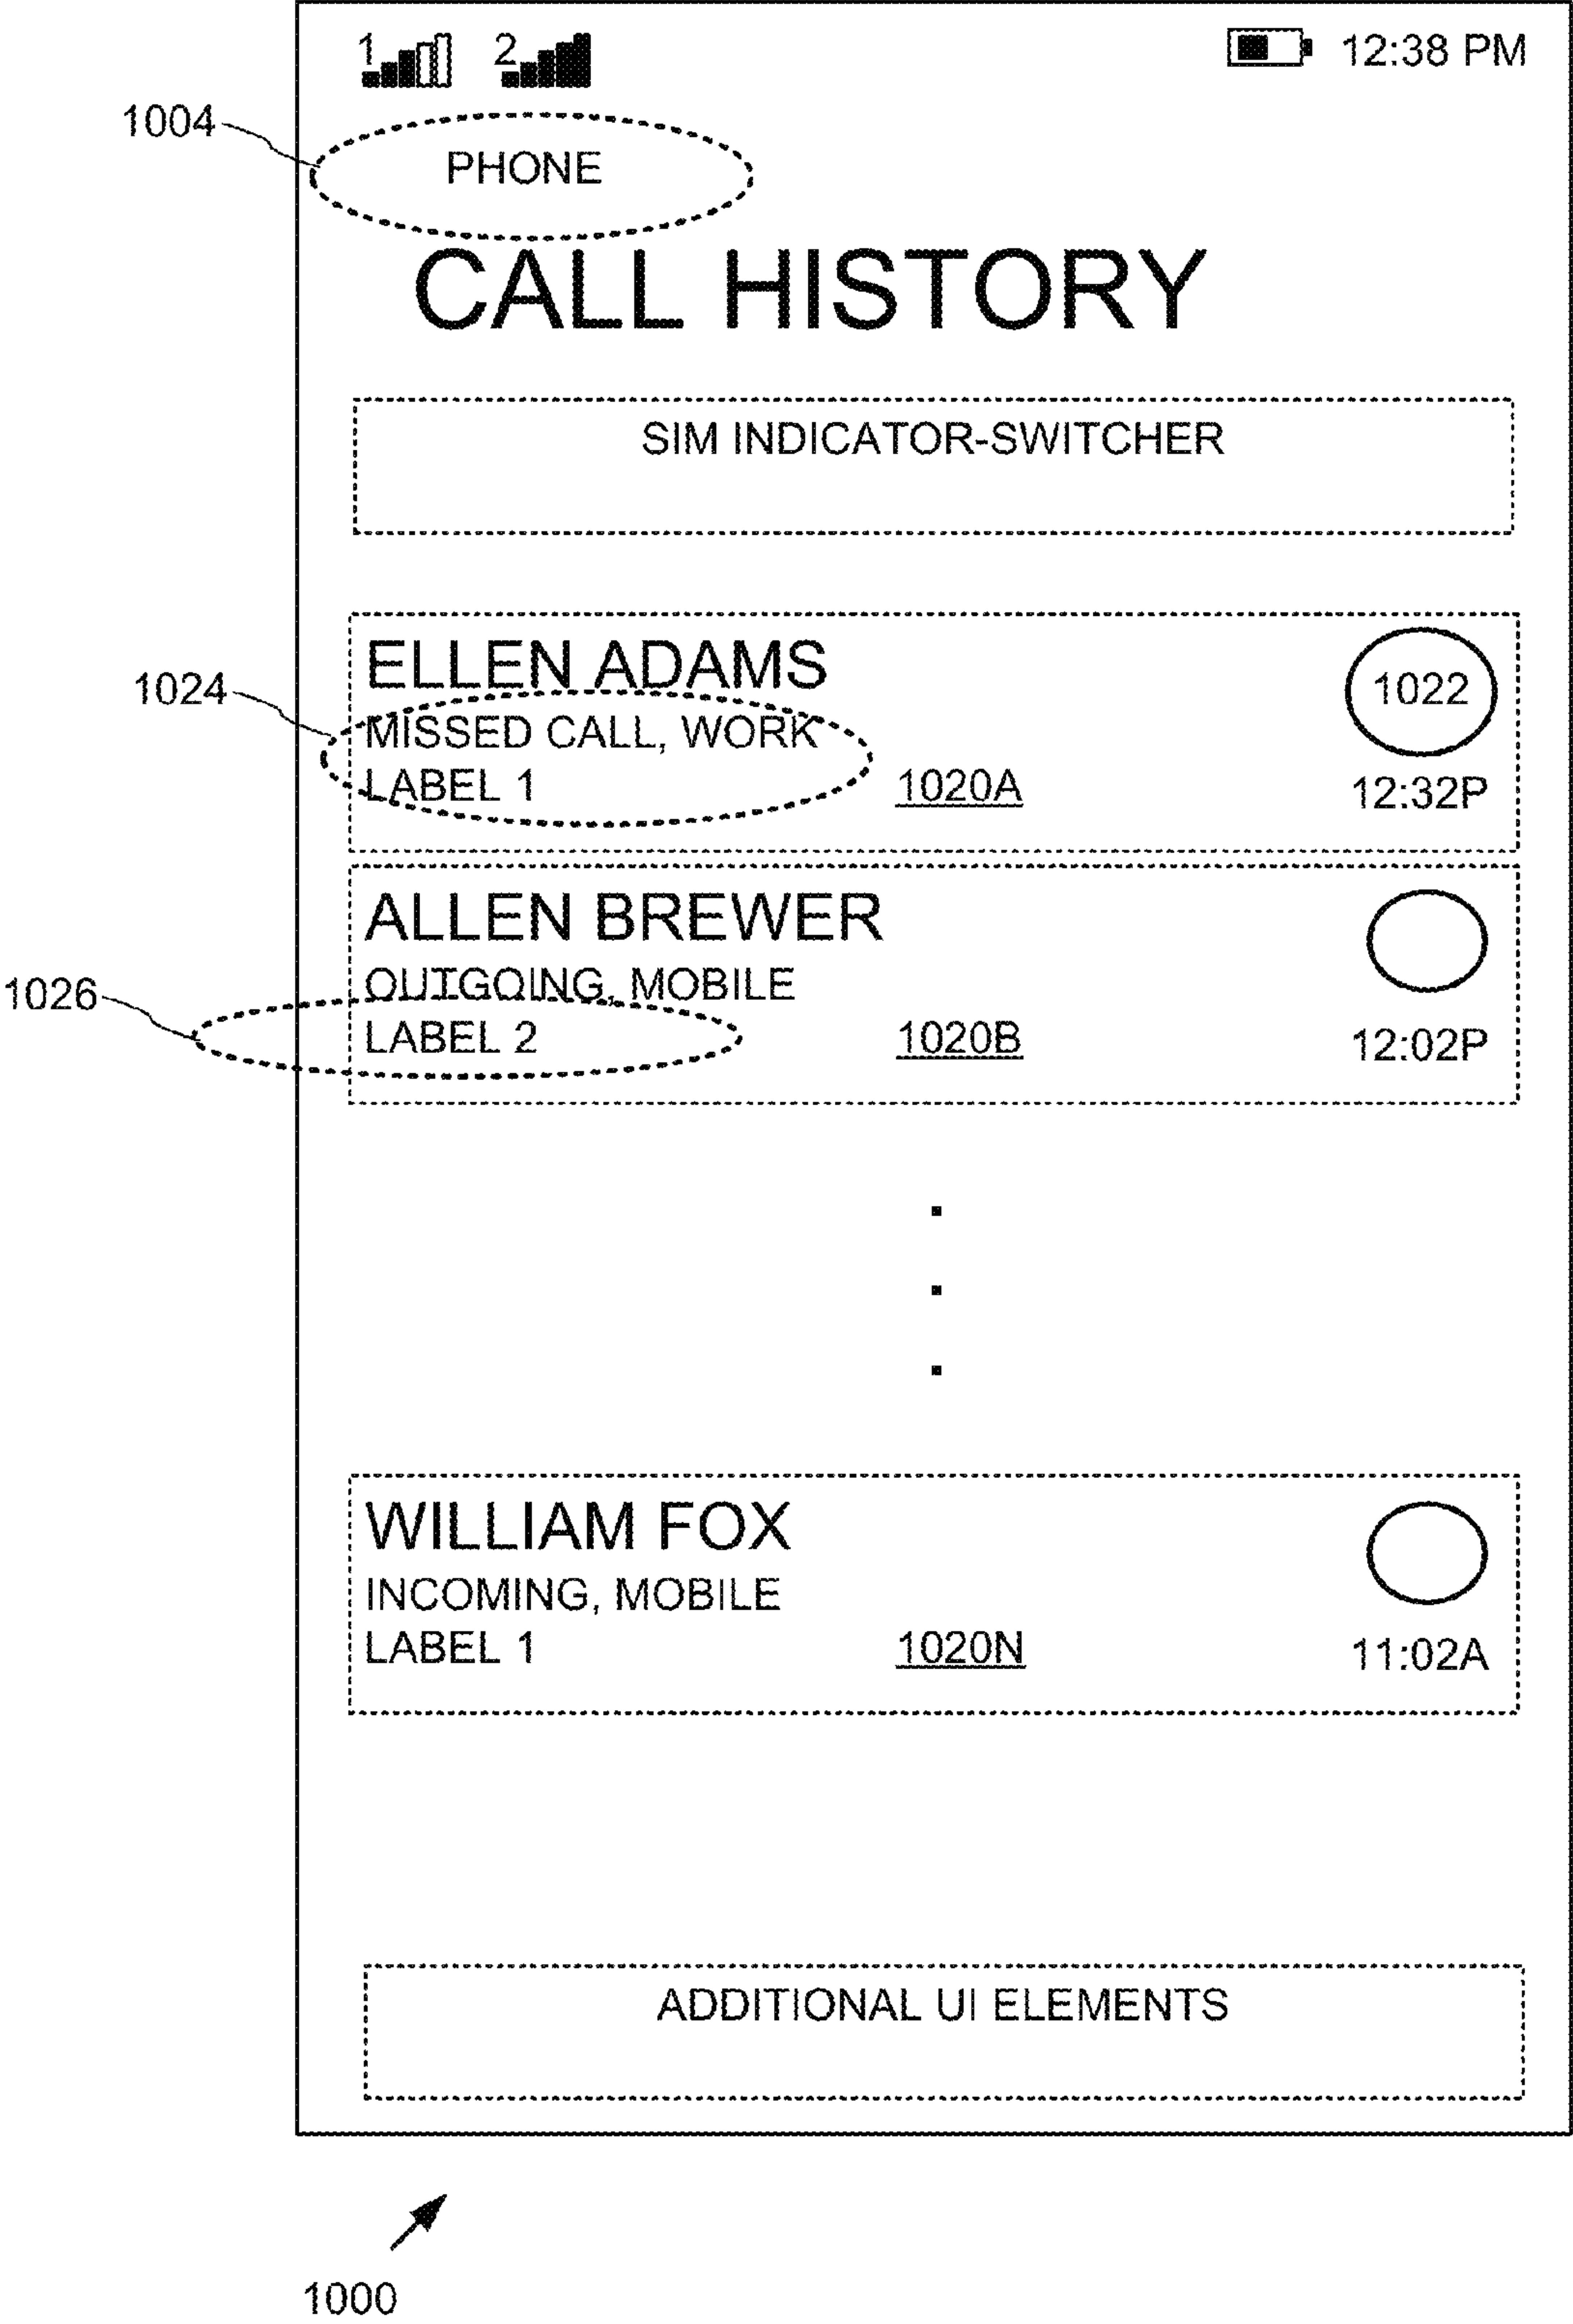 1 2 12:38 PM
1004
PHONE
CALL HISTORY
SIM INDICATOR-SWITCHER
ELLEN ADAMS
1022
1024
MISSED CALL, WORK
LABEL 1 1020A 12:32P
ALLEN BREWER
OUTGOING, MOBILE
1026
LABEL 2 1020B 12:02P
WILLIAM FOX
INCOMING, MOBILE
LABEL 1 1020N 11:02A
ADDITIONAL UI ELEMENTS
1000